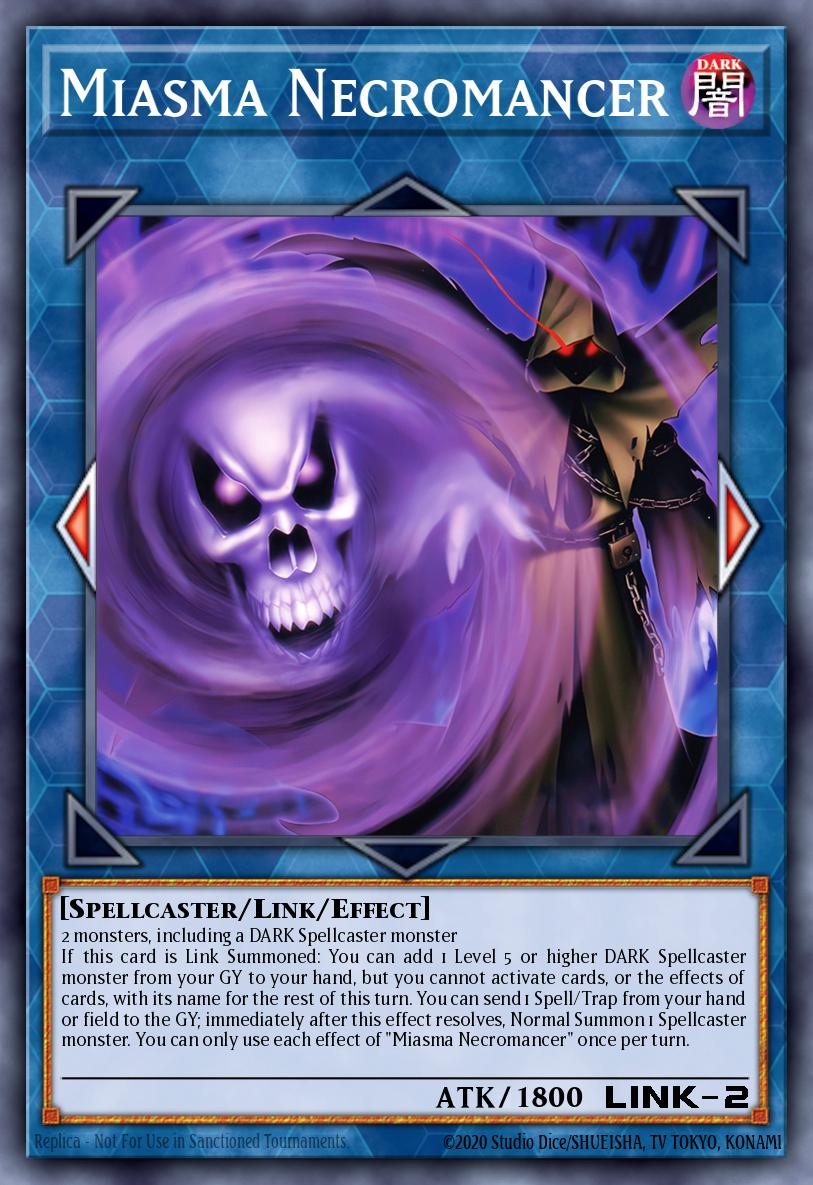 Miasma Necromancer
DARK
闇
[Spellcaster/Link/Effect]
2 monsters, including a DARK Spellcaster monster
If this card is Link Summoned: You can add 1 Level 5 or higher DARK Spellcaster
monster from your GY to your hand, but you cannot activate cards, or the effects of
cards, with its name for the rest of this turn. You can send 1 Spell/Trap from your hand
or field to the GY; immediately after this effect resolves, Normal Summon 1 Spellcaster
monster. You can only use each effect of "Miasma Necromancer" once per turn.
ATK/1800 LINK-2
Replica - Not For Use in Sanctioned Tournaments.
©2020 Studio Dice/SHUEISHA, TV TOKYO, KONAMI